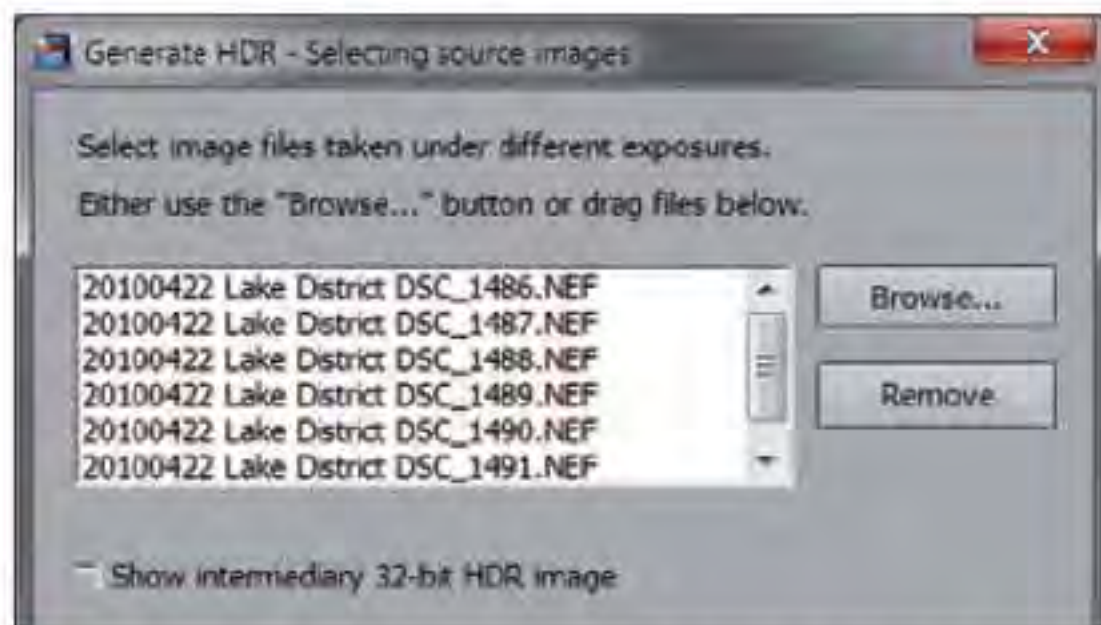 Generate HDR - Selecting source images
Select image files taken under different exposures.
Either use the "Browse..." button or drag files below.
20100422 Lake District DSC_1486.NEF
20100422 Lake District DSC_1487.NEF
20100422 Lake District DSC_1488.NEF
20100422 Lake District DSC_1489.NEF
20100422 Lake District DSC_1490.NEF
20100422 Lake District DSC_1491.NEF
Browse...
Remove
Show intermediary 32-bit HDR image